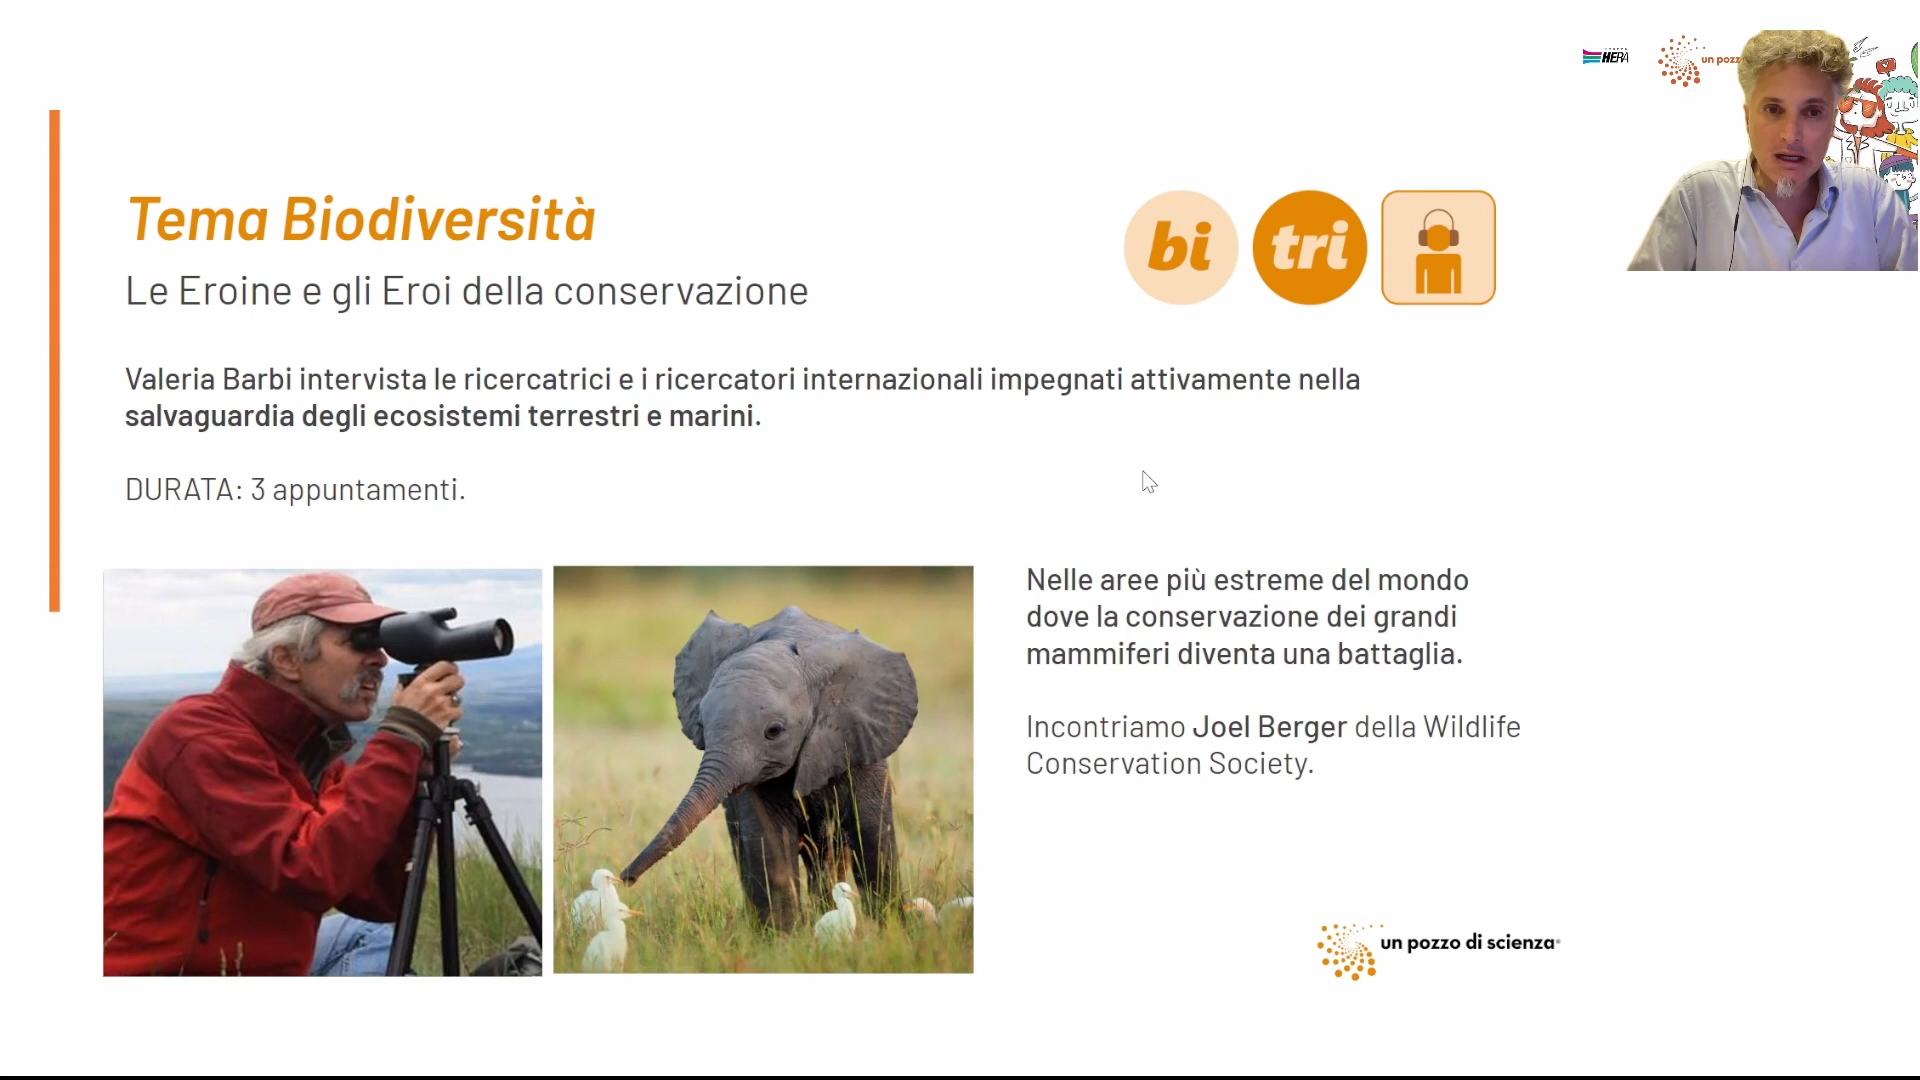 HERA
un pozz
Tema Biodiversità
bi
tri
Le Eroine e gli Eroi della conservazione
Valeria Barbi intervista le ricercatrici e i ricercatori internazionali impegnati attivamente nella
salvaguardia degli ecosistemi terrestri e marini.
DURATA: 3 appuntamenti.
Nelle aree più estreme del mondo
dove la conservazione dei grandi
mammiferi diventa una battaglia.
Incontriamo Joel Berger della Wildlife
Conservation Society.
un pozzo di scienza